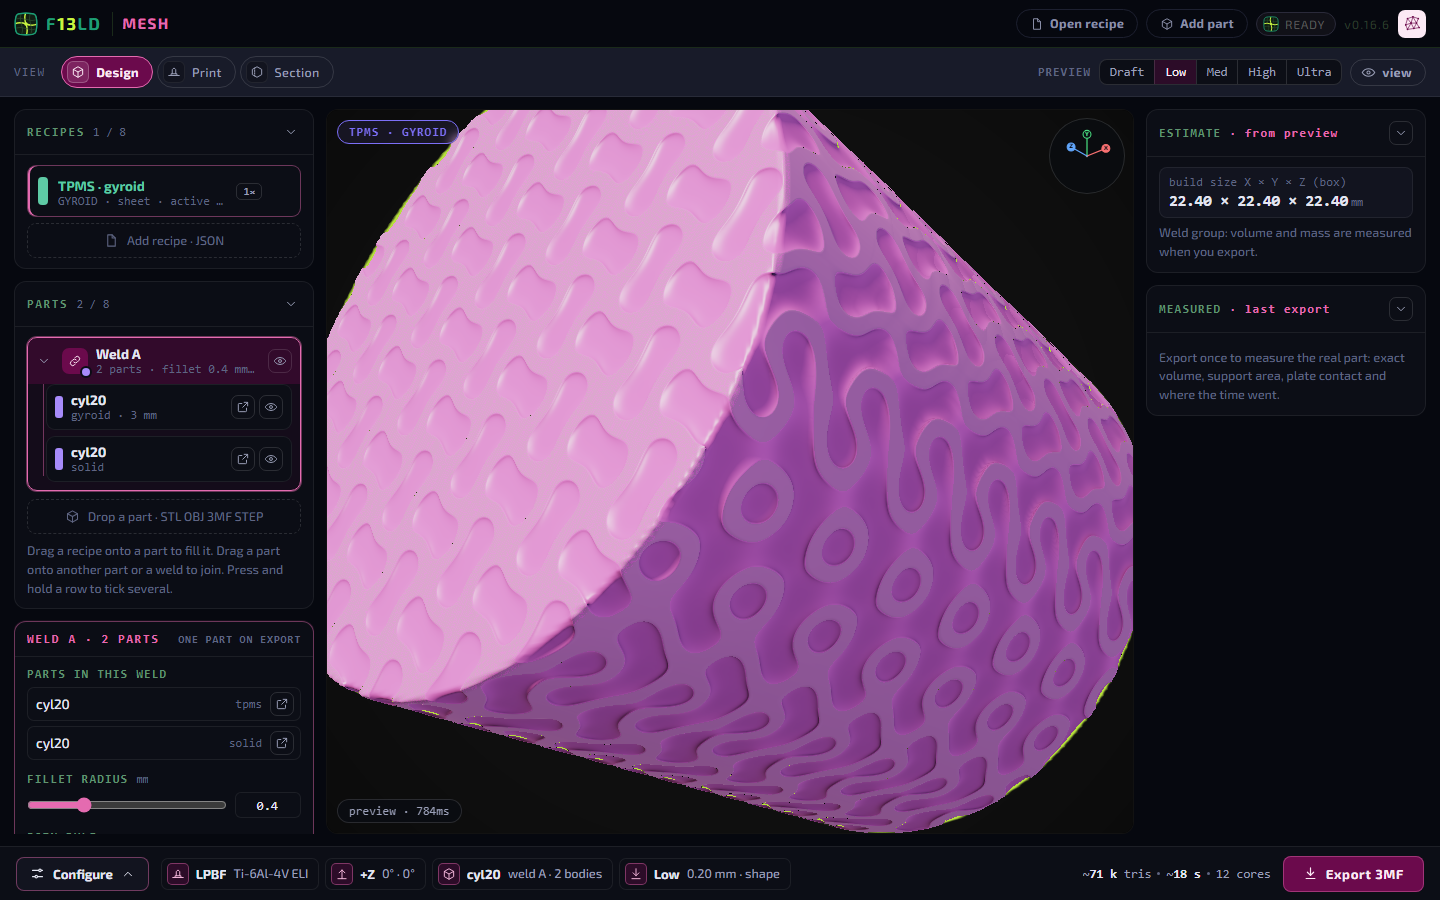 F13LD MESH
Open recipe
Add part
READY
v0.16.6
VIEW
Design
Print
Section
PREVIEW
Draft
Low
Med
High
Ultra
view
RECIPES 1 / 8
TPMS · gyroid
GYROID · sheet · active …
1×
Add recipe · JSON
PARTS 2 / 8
Weld A
2 parts · fillet 0.4 mm…
cyl20
gyroid · 3 mm
cyl20
solid
Drop a part · STL OBJ 3MF STEP
Drag a recipe onto a part to fill it. Drag a part
onto another part or a weld to join. Press and
hold a row to tick several.
WELD A · 2 PARTS
ONE PART ON EXPORT
PARTS IN THIS WELD
cyl20
tpms
cyl20
solid
FILLET RADIUS mm
0.4
TPMS · GYROID
Y
Z
X
preview · 784ms
ESTIMATE · from preview
build size X × Y × Z (box)
22.40 × 22.40 × 22.40 mm
Weld group: volume and mass are measured
when you export.
MEASURED · last export
Export once to measure the real part: exact
volume, support area, plate contact and
where the time went.
Configure
LPBF Ti-6Al-4V ELI
+Z 0° · 0°
cyl20 weld A · 2 bodies
Low 0.20 mm · shape
~71 k tris · ~18 s · 12 cores
Export 3MF